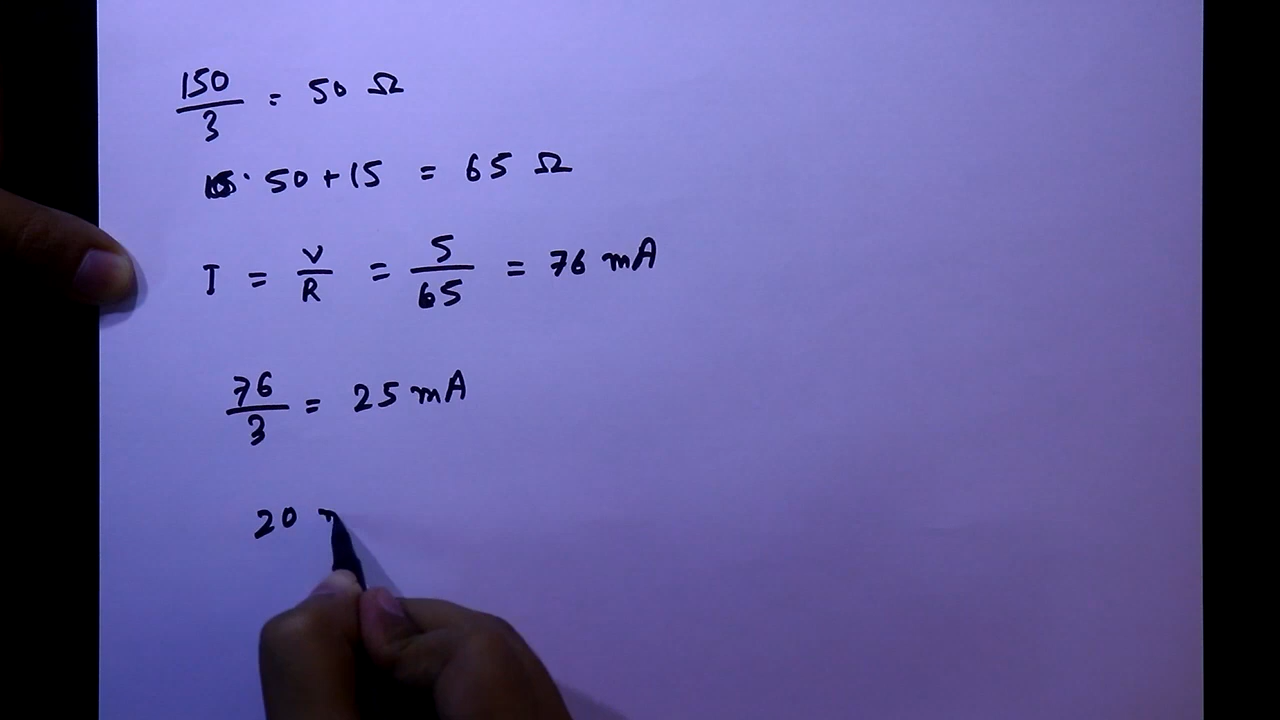 150/3 = 50 Ω
50 + 15 = 65 Ω
I = V/R = 5/65 = 76 mA
76/3 = 25 mA
20